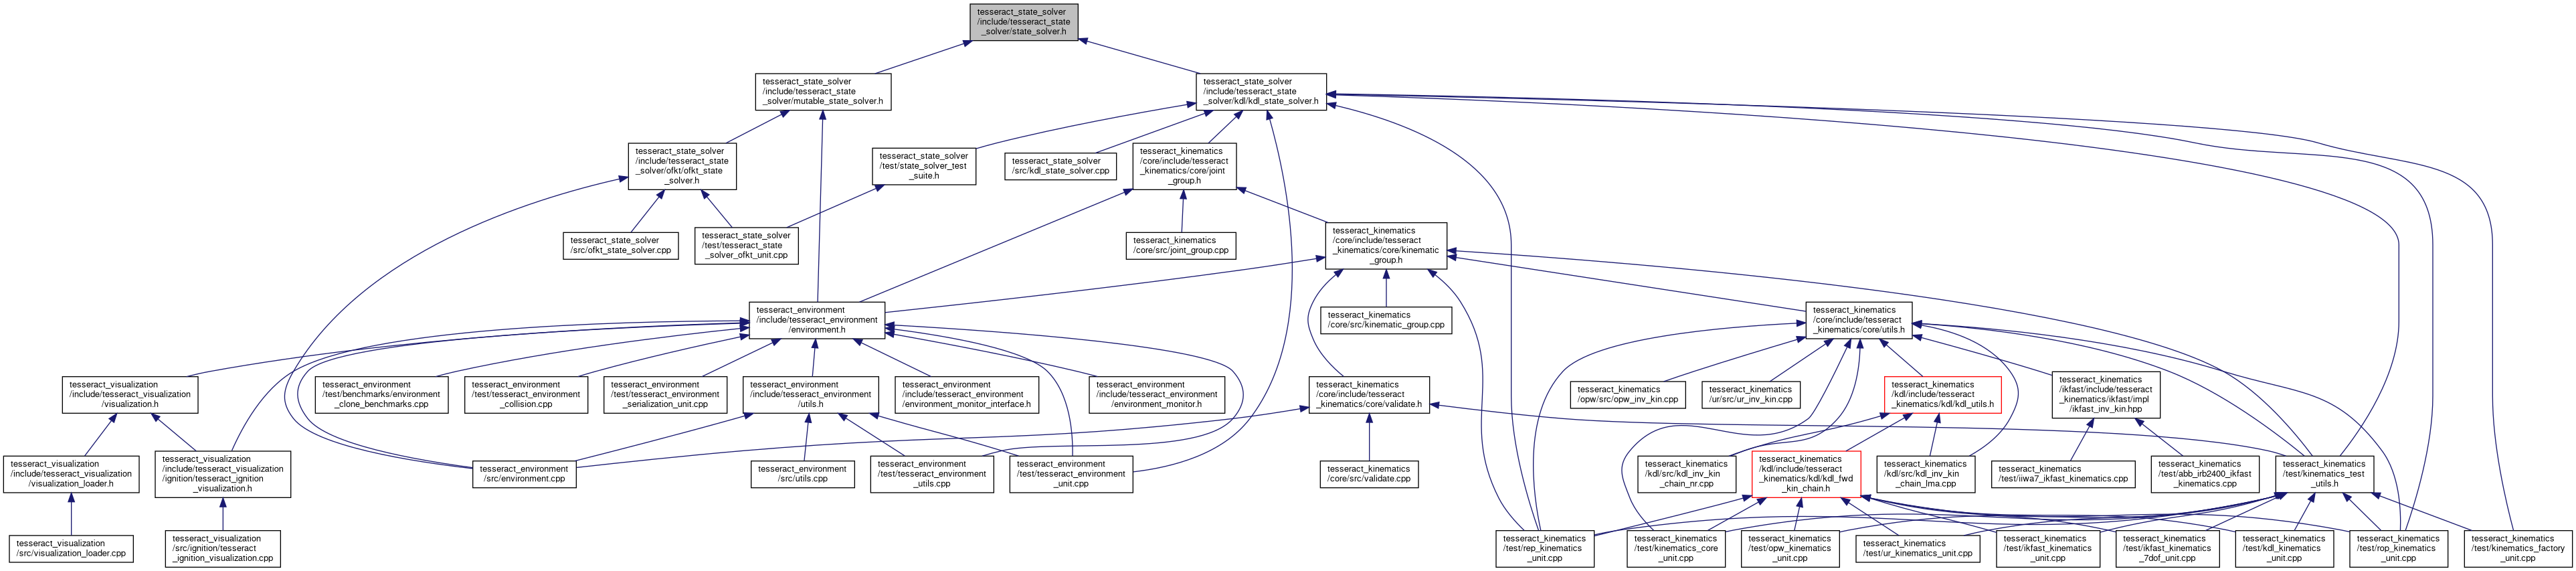 tesseract_state_solver
/include/tesseract_state
_solver/state_solver.h
tesseract_state_solver
/include/tesseract_state
_solver/mutable_state_solver.h
tesseract_state_solver
/include/tesseract_state
_solver/kdl/kdl_state_solver.h
tesseract_state_solver
/include/tesseract_state
_solver/ofkt/ofkt_state
_solver.h
tesseract_state_solver
/test/state_solver_test
_suite.h
tesseract_state_solver
/src/kdl_state_solver.cpp
tesseract_kinematics
/core/include/tesseract
_kinematics/core/joint
_group.h
tesseract_state_solver
/src/ofkt_state_solver.cpp
tesseract_state_solver
/test/tesseract_state
_solver_ofkt_unit.cpp
tesseract_kinematics
/core/src/joint_group.cpp
tesseract_kinematics
/core/include/tesseract
_kinematics/core/kinematic
_group.h
tesseract_environment
/include/tesseract_environment
/environment.h
tesseract_kinematics
/core/src/kinematic_group.cpp
tesseract_kinematics
/core/include/tesseract
_kinematics/core/utils.h
tesseract_visualization
/include/tesseract_visualization
/visualization.h
tesseract_environment
/test/benchmarks/environment
_clone_benchmarks.cpp
tesseract_environment
/test/tesseract_environment
_collision.cpp
tesseract_environment
/test/tesseract_environment
_serialization_unit.cpp
tesseract_environment
/include/tesseract_environment
/utils.h
tesseract_environment
/include/tesseract_environment
/environment_monitor_interface.h
tesseract_environment
/include/tesseract_environment
/environment_monitor.h
tesseract_kinematics
/core/include/tesseract
_kinematics/core/validate.h
tesseract_kinematics
/opw/src/opw_inv_kin.cpp
tesseract_kinematics
/ur/src/ur_inv_kin.cpp
tesseract_kinematics
/kdl/include/tesseract
_kinematics/kdl/kdl_utils.h
tesseract_kinematics
/ikfast/include/tesseract
_kinematics/ikfast/impl
/ikfast_inv_kin.hpp
tesseract_visualization
/include/tesseract_visualization
/visualization_loader.h
tesseract_visualization
/include/tesseract_visualization
/ignition/tesseract_ignition
_visualization.h
tesseract_environment
/src/environment.cpp
tesseract_environment
/src/utils.cpp
tesseract_environment
/test/tesseract_environment
_utils.cpp
tesseract_environment
/test/tesseract_environment
_unit.cpp
tesseract_kinematics
/core/src/validate.cpp
tesseract_kinematics
/kdl/src/kdl_inv_kin
_chain_nr.cpp
tesseract_kinematics
/kdl/include/tesseract
_kinematics/kdl/kdl_fwd
_kin_chain.h
tesseract_kinematics
/kdl/src/kdl_inv_kin
_chain_lma.cpp
tesseract_kinematics
/test/iiwa7_ikfast_kinematics.cpp
tesseract_kinematics
/test/abb_irb2400_ikfast
_kinematics.cpp
tesseract_kinematics
/test/kinematics_test
_utils.h
tesseract_visualization
/src/visualization_loader.cpp
tesseract_visualization
/src/ignition/tesseract
_ignition_visualization.cpp
tesseract_kinematics
/test/rep_kinematics
_unit.cpp
tesseract_kinematics
/test/kinematics_core
_unit.cpp
tesseract_kinematics
/test/opw_kinematics
_unit.cpp
tesseract_kinematics
/test/ur_kinematics_unit.cpp
tesseract_kinematics
/test/ikfast_kinematics
_unit.cpp
tesseract_kinematics
/test/ikfast_kinematics
_7dof_unit.cpp
tesseract_kinematics
/test/kdl_kinematics
_unit.cpp
tesseract_kinematics
/test/rop_kinematics
_unit.cpp
tesseract_kinematics
/test/kinematics_factory
_unit.cpp